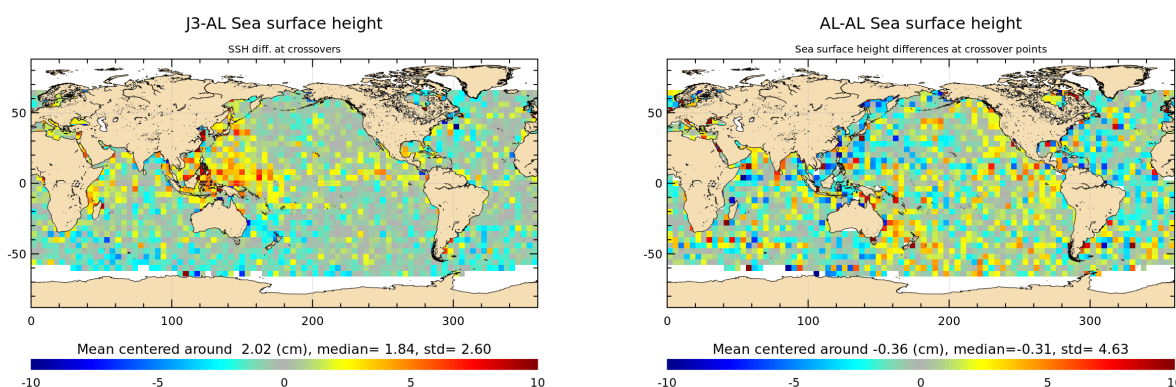 J3-AL Sea surface height
SSH diff. at crossovers
50
0
-50
0 100 200 300
Mean centered around 2.02 (cm), median= 1.84, std= 2.60
-10 -5 0 5 10
AL-AL Sea surface height
Sea surface height differences at crossover points
50
0
-50
0 100 200 300
Mean centered around -0.36 (cm), median=-0.31, std= 4.63
-10 -5 0 5